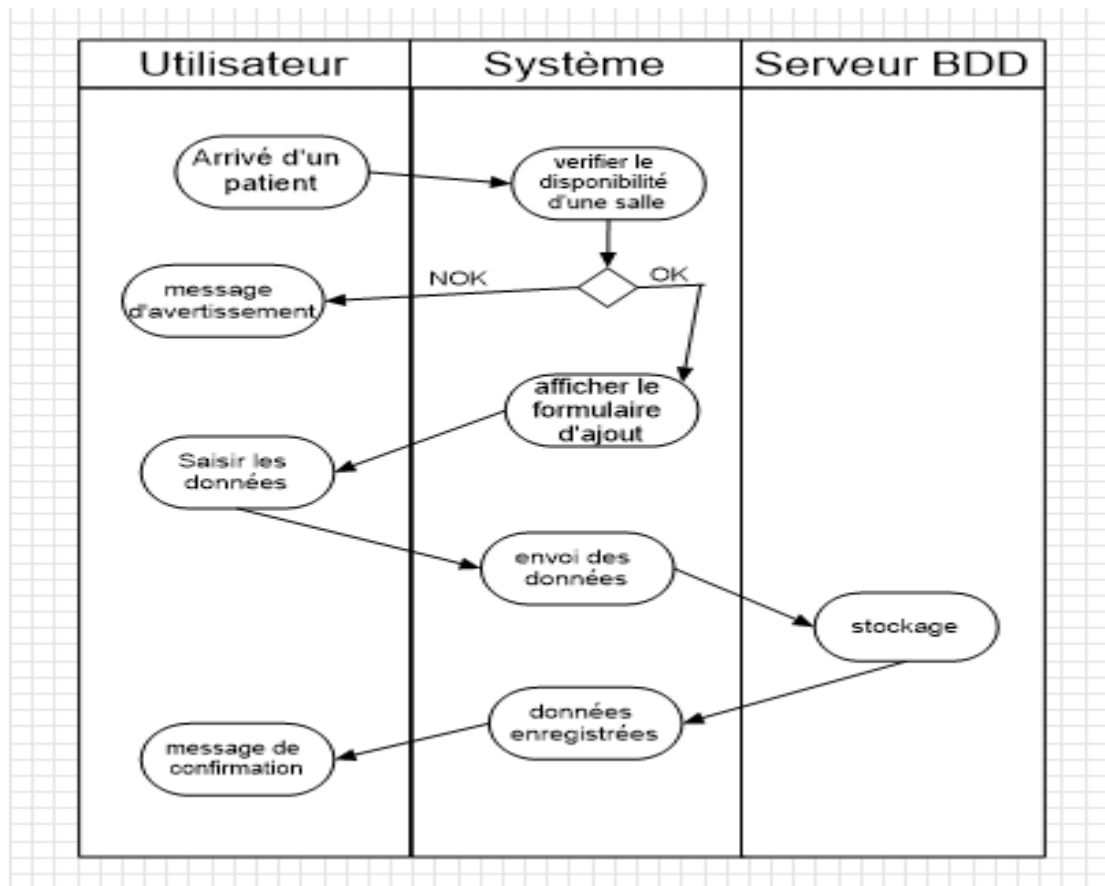 Utilisateur
Système
Serveur BDD
Arrivé d'un
patient
verifier le
disponibilité
d'une salle
NOK
OK
message
d'avertissement
afficher le
formulaire
d'ajout
Saisir les
données
envoi des
données
stockage
données
enregistrées
message de
confirmation